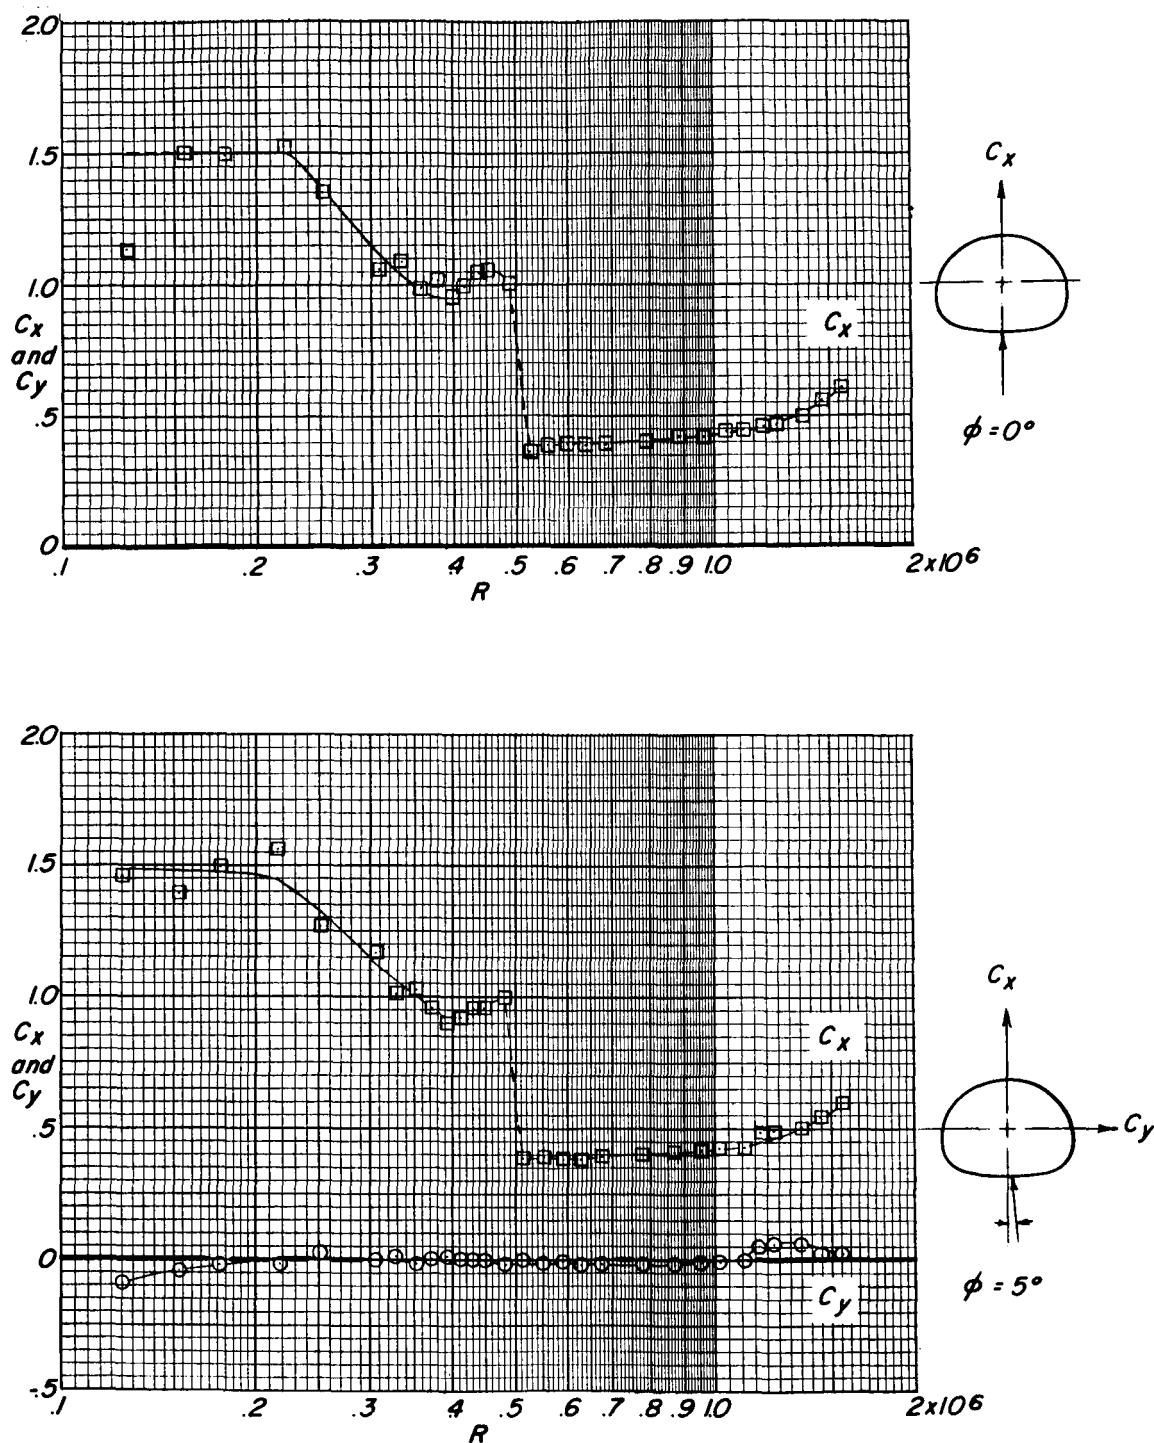 2.0
1.5
1.0
.5
0
Cx
and
Cy
.1 .2 .3 .4 .5 .6 .7 .8 .9 1.0 2x10⁶
R
Cx
Cx
ϕ = 0°
2.0
1.5
1.0
.5
0
-.5
Cx
and
Cy
.1 .2 .3 .4 .5 .6 .7 .8 .9 1.0 2x10⁶
R
Cx
Cy
Cx
Cy
ϕ = 5°